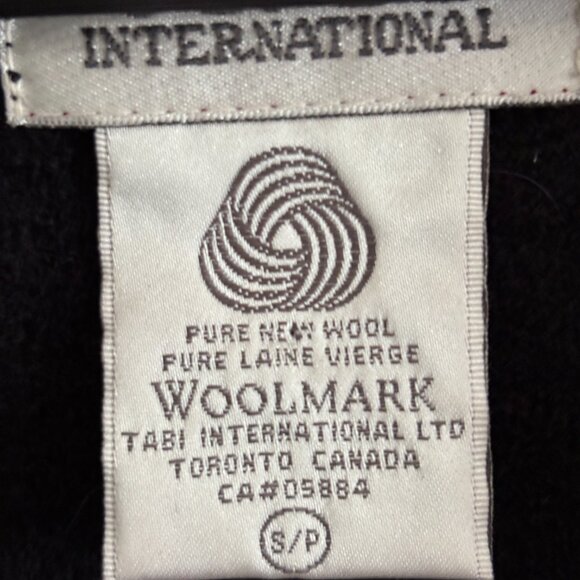 INTERNATIONAL
PURE NEW WOOL
PURE LAINE VIERGE
WOOLMARK
TABI INTERNATIONAL LTD
TORONTO CANADA
CA#05884
S/P